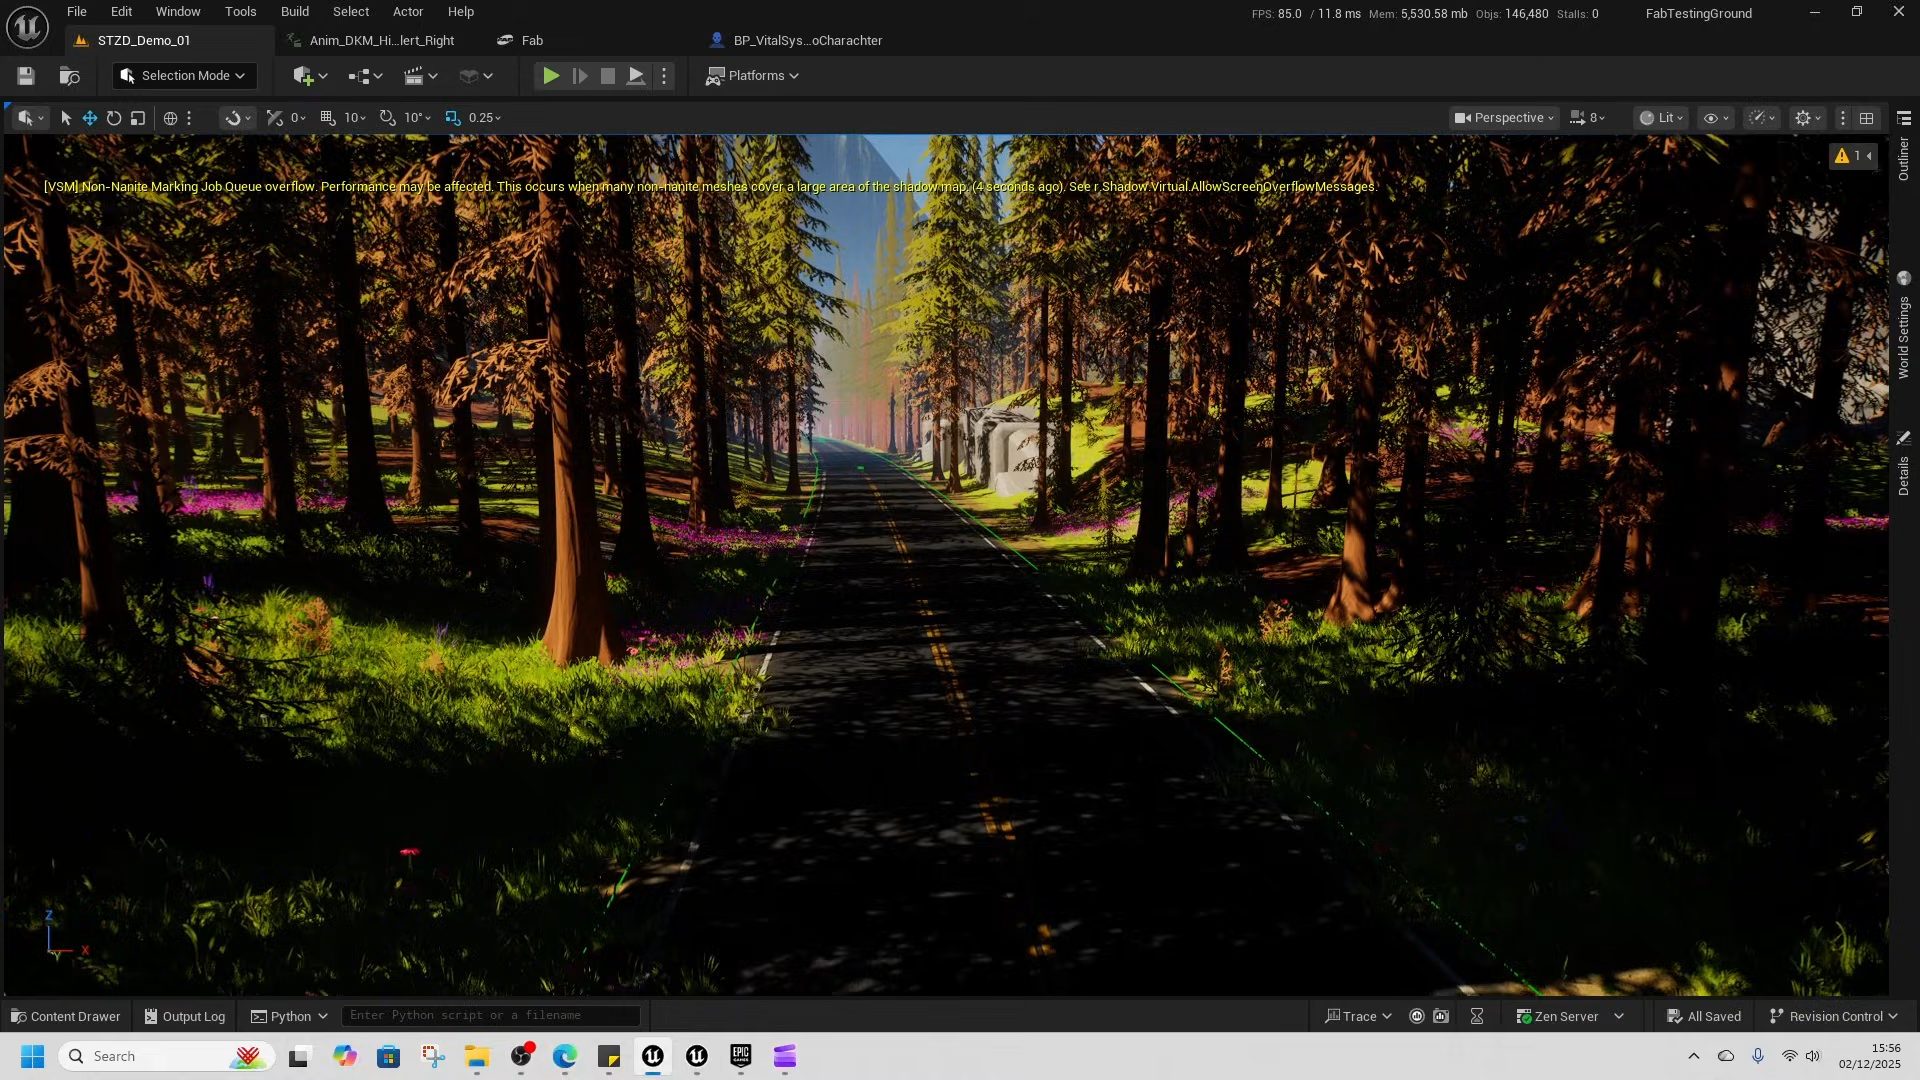 File Edit Window Tools Build Select Actor Help
FPS: 85.0 / 11.8 ms Mem: 5,530.58 mb Objs: 146,480 Stalls: 0 FabTestingGround
STZD_Demo_01 Anim_DKM_Hi...lert_Right Fab BP_VitalSys...oCharachter
Selection Mode Platforms
0 10 10° 0.25 Perspective 8 Lit
1
[VSM] Non-Nanite Marking Job Queue overflow. Performance may be affected. This occurs when many non-nanite meshes cover a large area of the shadow map. (4 seconds ago). See r.Shadow.Virtual.AllowScreenOverflowMessages.
Outliner
World Settings
Details
Z
X
Y
Content Drawer Output Log Python Enter Python script or a filename Trace Zen Server All Saved Revision Control
Search
EPIC GAMES
15:56
02/12/2025